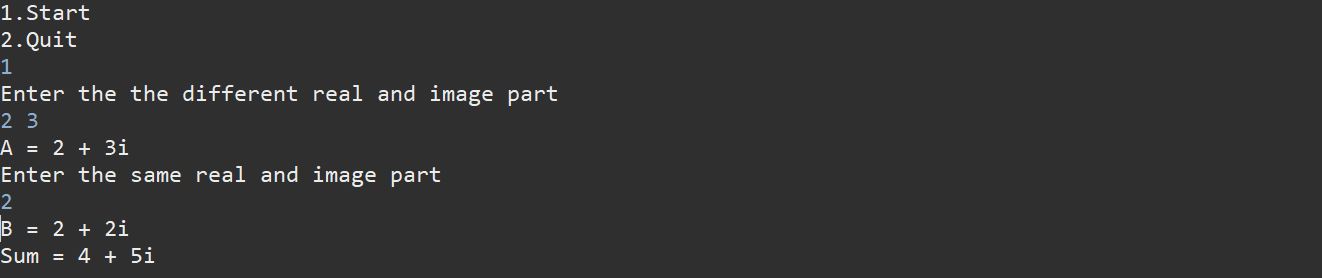 1.Start
2.Quit
1
Enter the the different real and image part
2 3
A = 2 + 3i
Enter the same real and image part
2
B = 2 + 2i
Sum = 4 + 5i